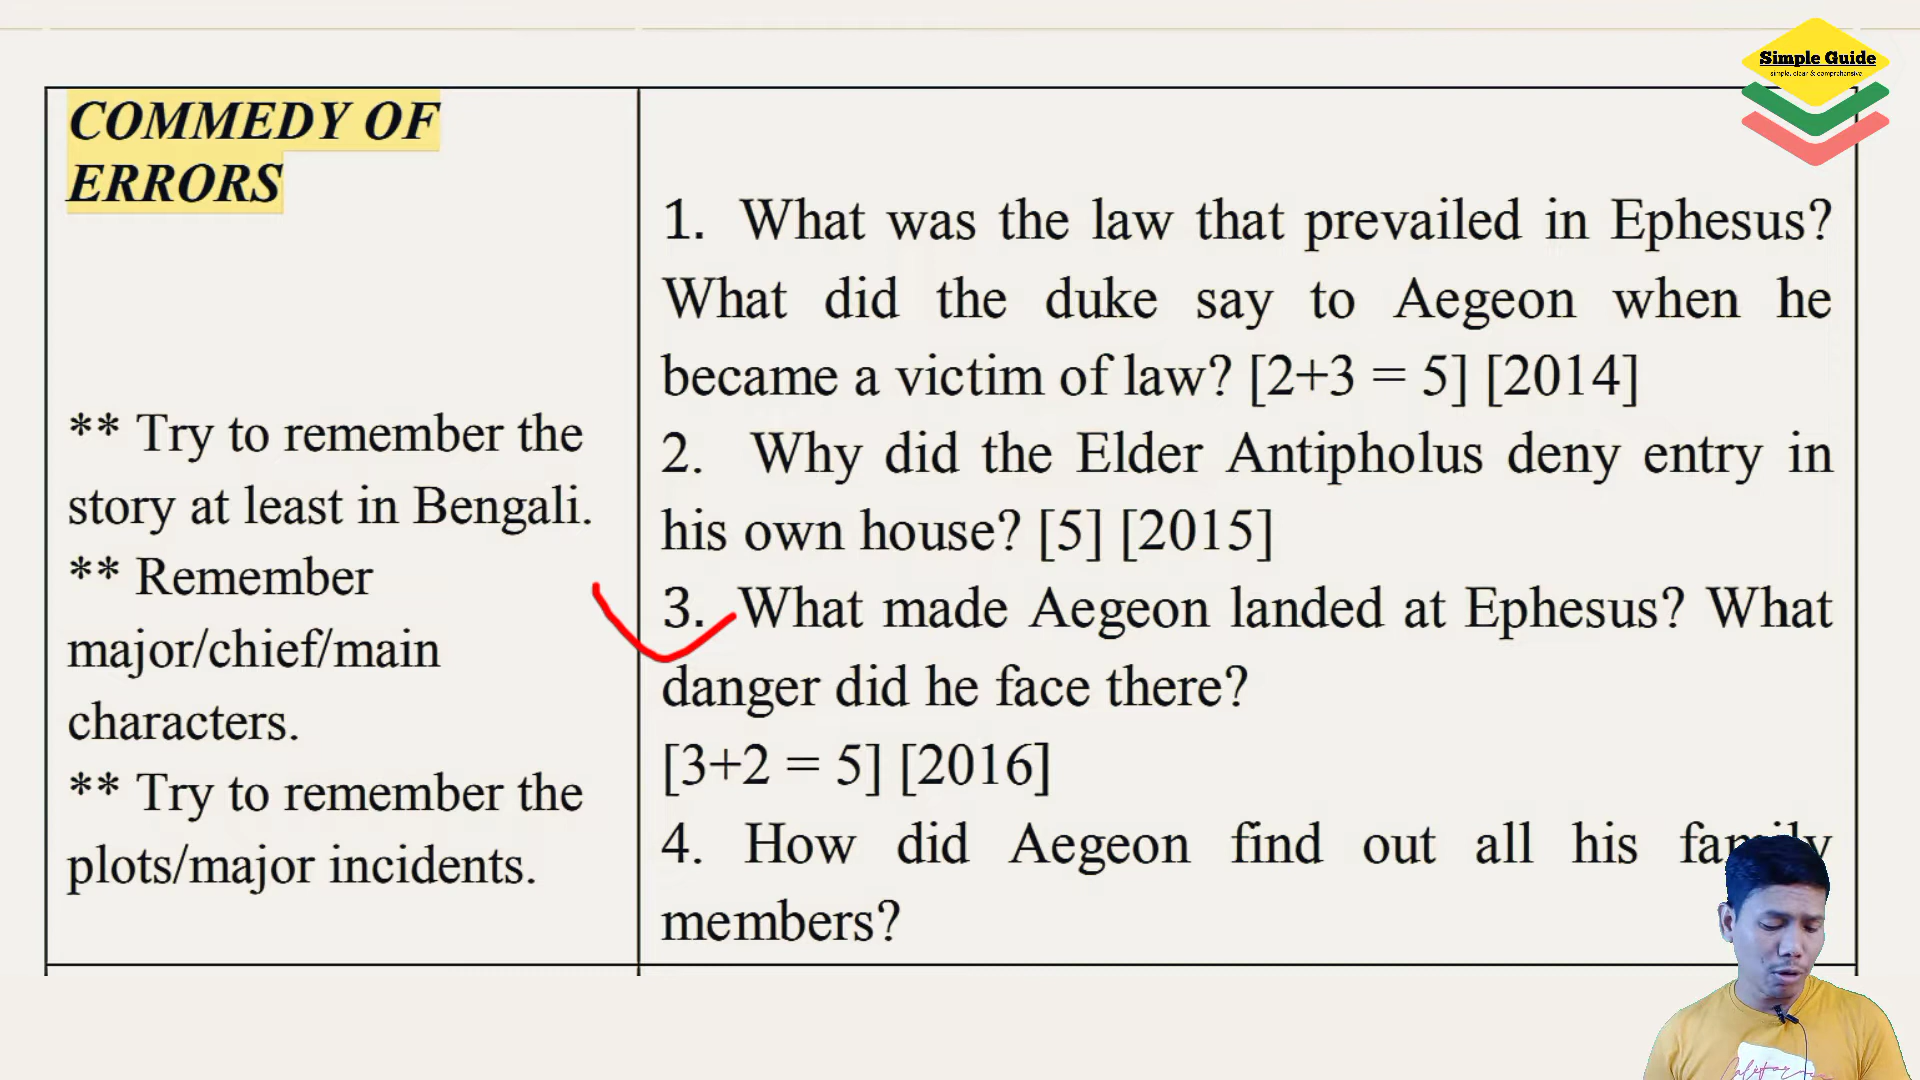 Simple Guide
simple, clear & comprehensive
COMMEDY OF
ERRORS
** Try to remember the
story at least in Bengali.
** Remember
major/chief/main
characters.
** Try to remember the
plots/major incidents.
1. What was the law that prevailed in Ephesus?
What did the duke say to Aegeon when he
became a victim of law? [2+3 = 5] [2014]
2. Why did the Elder Antipholus deny entry in
his own house? [5] [2015]
3. What made Aegeon landed at Ephesus? What
danger did he face there?
[3+2 = 5] [2016]
4. How did Aegeon find out all his family
members?